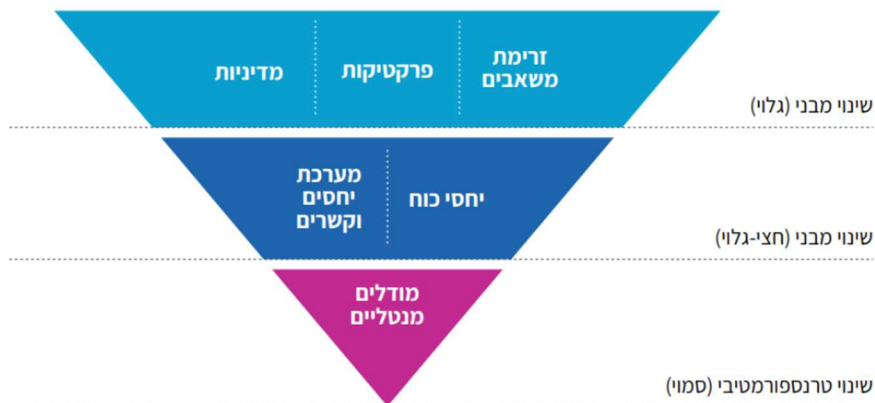 זרימת
משאבים
פרקטיקות
מדיניות
שינוי מבני (גלוי)
יחסי כוח
מערכת
יחסים
וקשרים
שינוי מבני (חצי-גלוי)
מודלים
מנטליים
שינוי טרנספורמטיבי (סמוי)